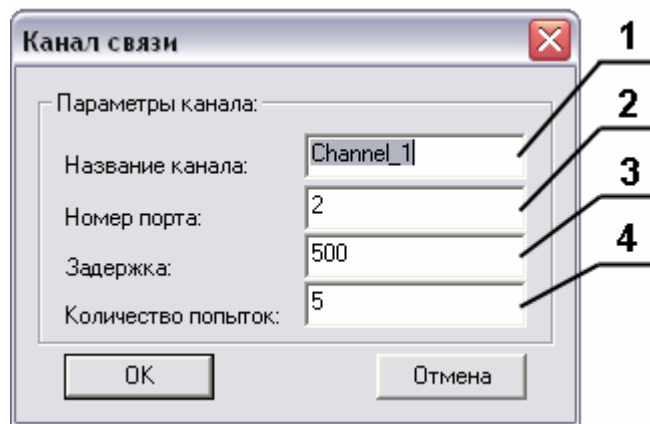 Канал связи
1
Параметры канала:
2
Название канала: Channel_1
3
Номер порта: 2
4
Задержка: 500
Количество попыток: 5
OK Отмена